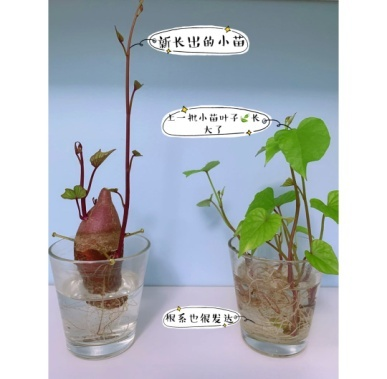 新长出的小苗
上一批小苗叶子🌿长
大了
根系也很发达